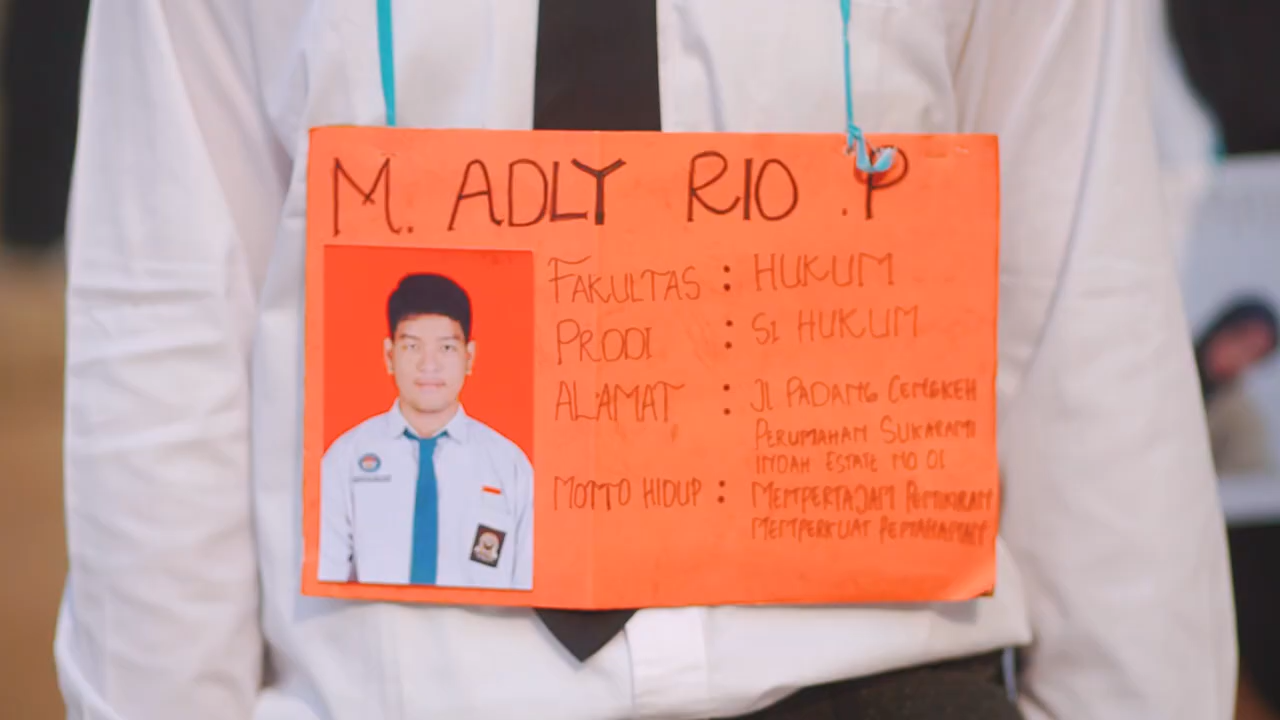 M. ADLY RIO .P
FAKULTAS : HUKUM
PRODI : S1 HUKUM
ALAMAT : Jl PADANG CENGKEH
PERUMAHAN SUKARAMI
INDAH ESTATE NO 01
MOTTO HIDUP : MEMPERTAJAM PEMIKIRAN
MEMPERKUAT PEMAHAMAN